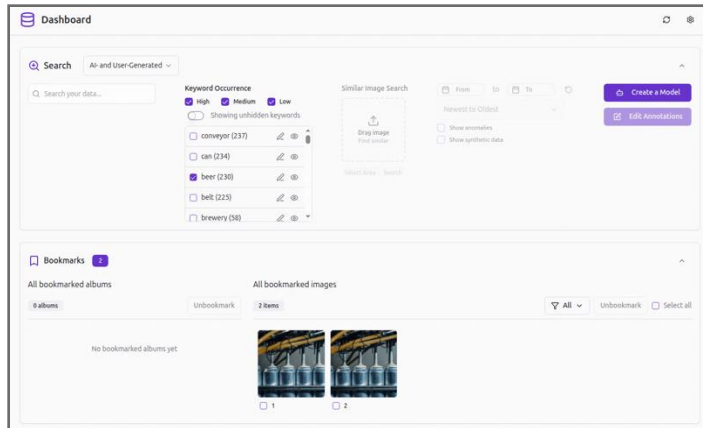 Dashboard
Search
AI- and User-Generated
Search your data...
Keyword Occurrence
High
Medium
Low
Showing unhidden keywords
conveyor (237)
can (234)
beer (230)
belt (225)
brewery (58)
Similar Image Search
Drag image
Find similar
Search
From
To
Newest to Oldest
Show anomalies
Show synthetic data
Create a Model
Edit Annotations
Bookmarks 2
All bookmarked albums
0 albums
Unbookmark
No bookmarked albums yet
All bookmarked images
2 items
All
Unbookmark
Select all
1
2